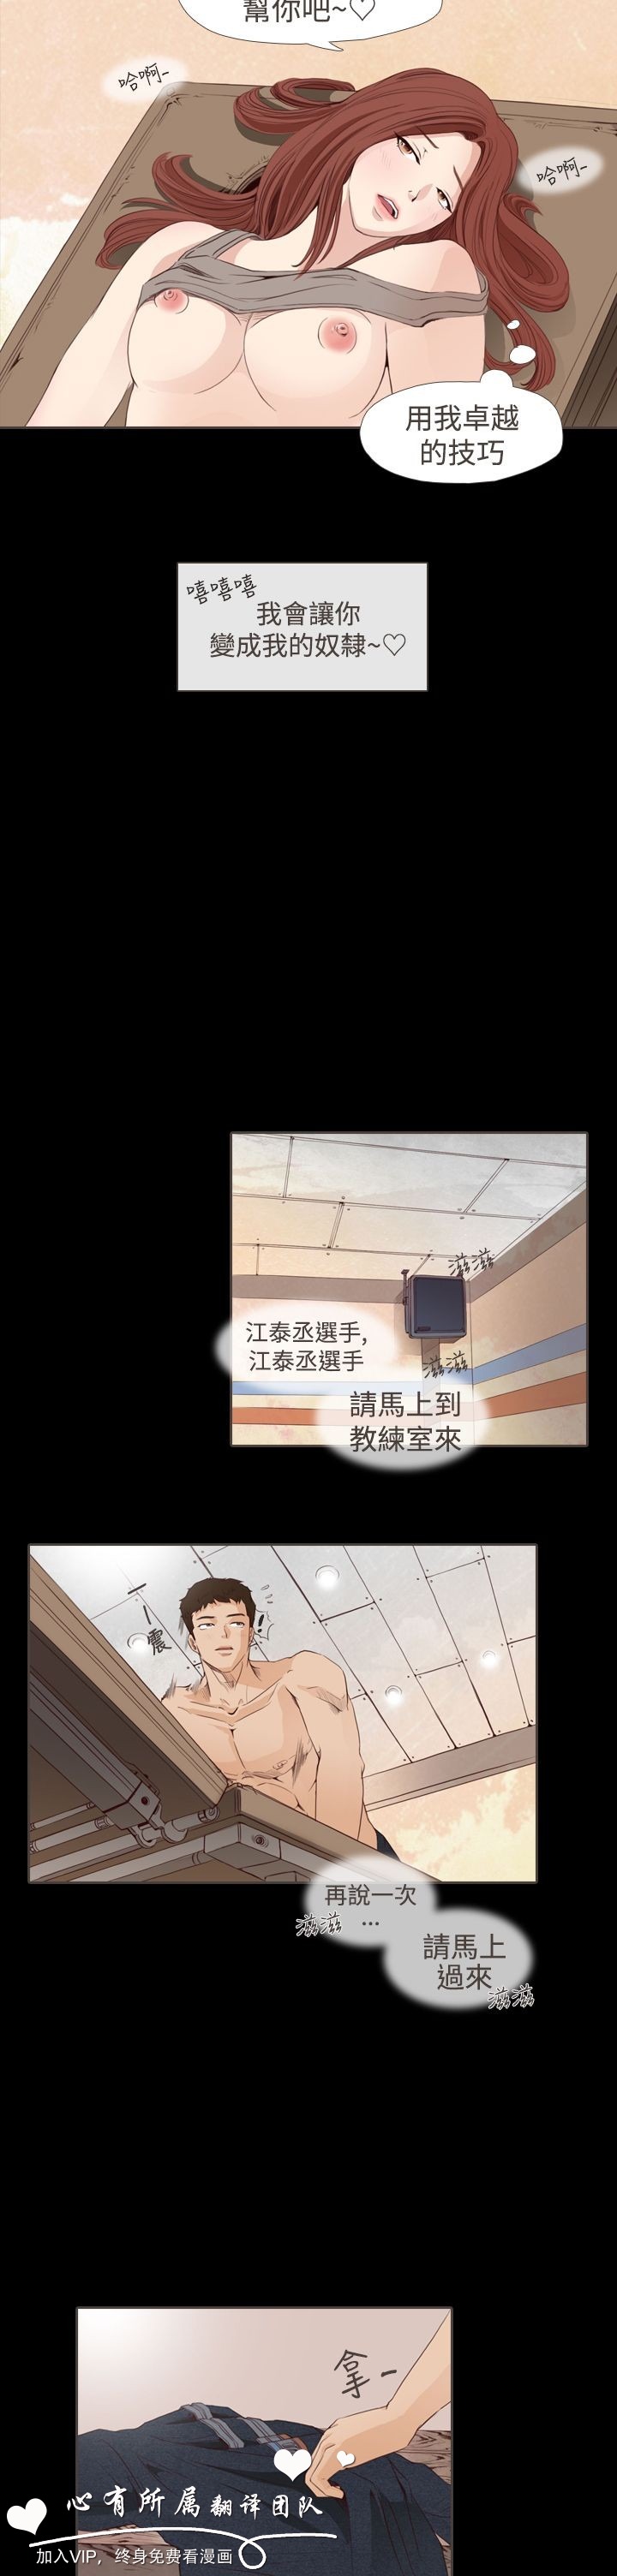 幫你吧~♡
哈啊-
哈啊-
用我卓越
的技巧
嘻嘻嘻
我會讓你
變成我的奴隸~♡
滋滋
江泰丞選手,
江泰丞選手
滋滋
請馬上到
教練室來
震
再說一次
...
滋滋
請馬上
過來
滋滋
拿-
心有所属翻译团队
加入VIP，终身免费看漫画